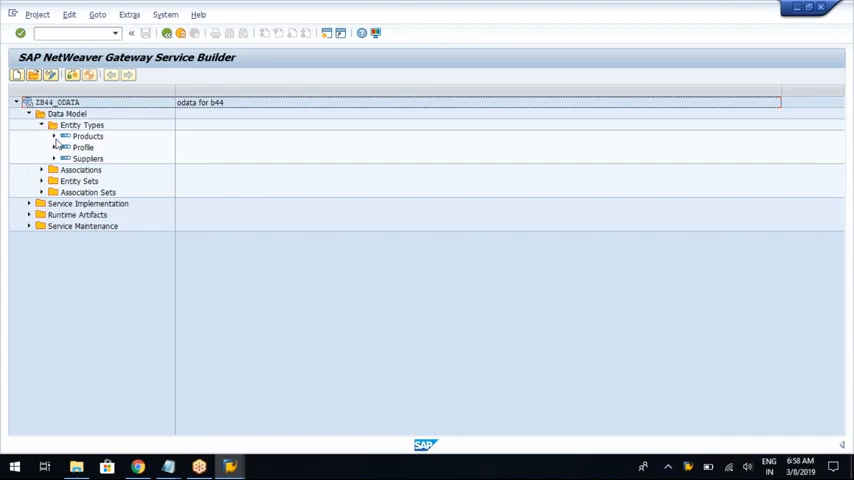 Project Edit Goto Extras System Help
SAP NetWeaver Gateway Service Builder
ZB44_ODATA odata for b44
Data Model
Entity Types
Products
Profile
Suppliers
Associations
Entity Sets
Association Sets
Service Implementation
Runtime Artifacts
Service Maintenance
SAP
ENG 6:58 AM
IN 3/8/2019